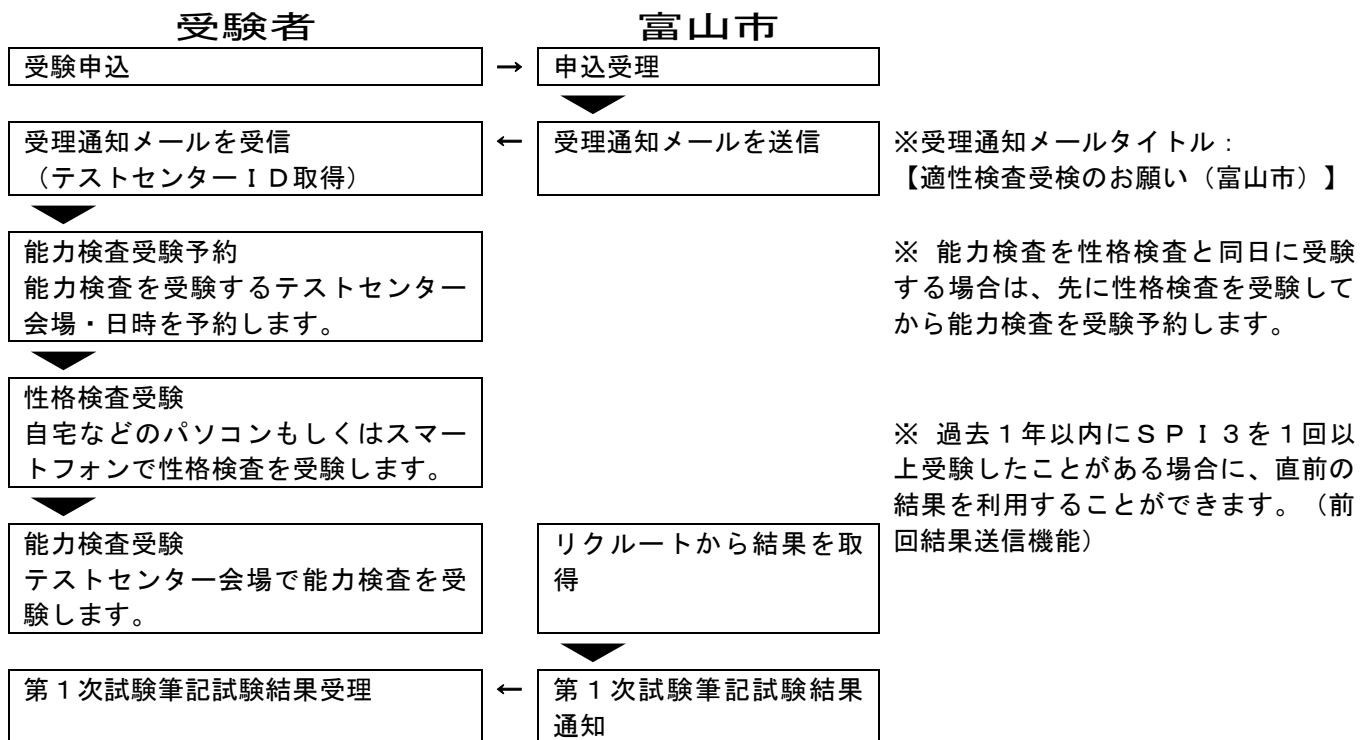 受験者　富山市
受験申込　→　申込受理
受理通知メールを受信　←　受理通知メールを送信　※受理通知メールタイトル：
（テストセンターＩＤ取得）　【適性検査受検のお願い（富山市）】
能力検査受験予約　※ 能力検査を性格検査と同日に受験
能力検査を受験するテストセンター　する場合は、先に性格検査を受験して
会場・日時を予約します。　から能力検査を受験予約します。
性格検査受験
自宅などのパソコンもしくはスマー　※ 過去１年以内にＳＰＩ３を１回以
トフォンで性格検査を受験します。　上受験したことがある場合に、直前の
結果を利用することができます。（前
能力検査受験　リクルートから結果を取　回結果送信機能）
テストセンター会場で能力検査を受　得
験します。
第１次試験筆記試験結果受理　←　第１次試験筆記試験結果
通知